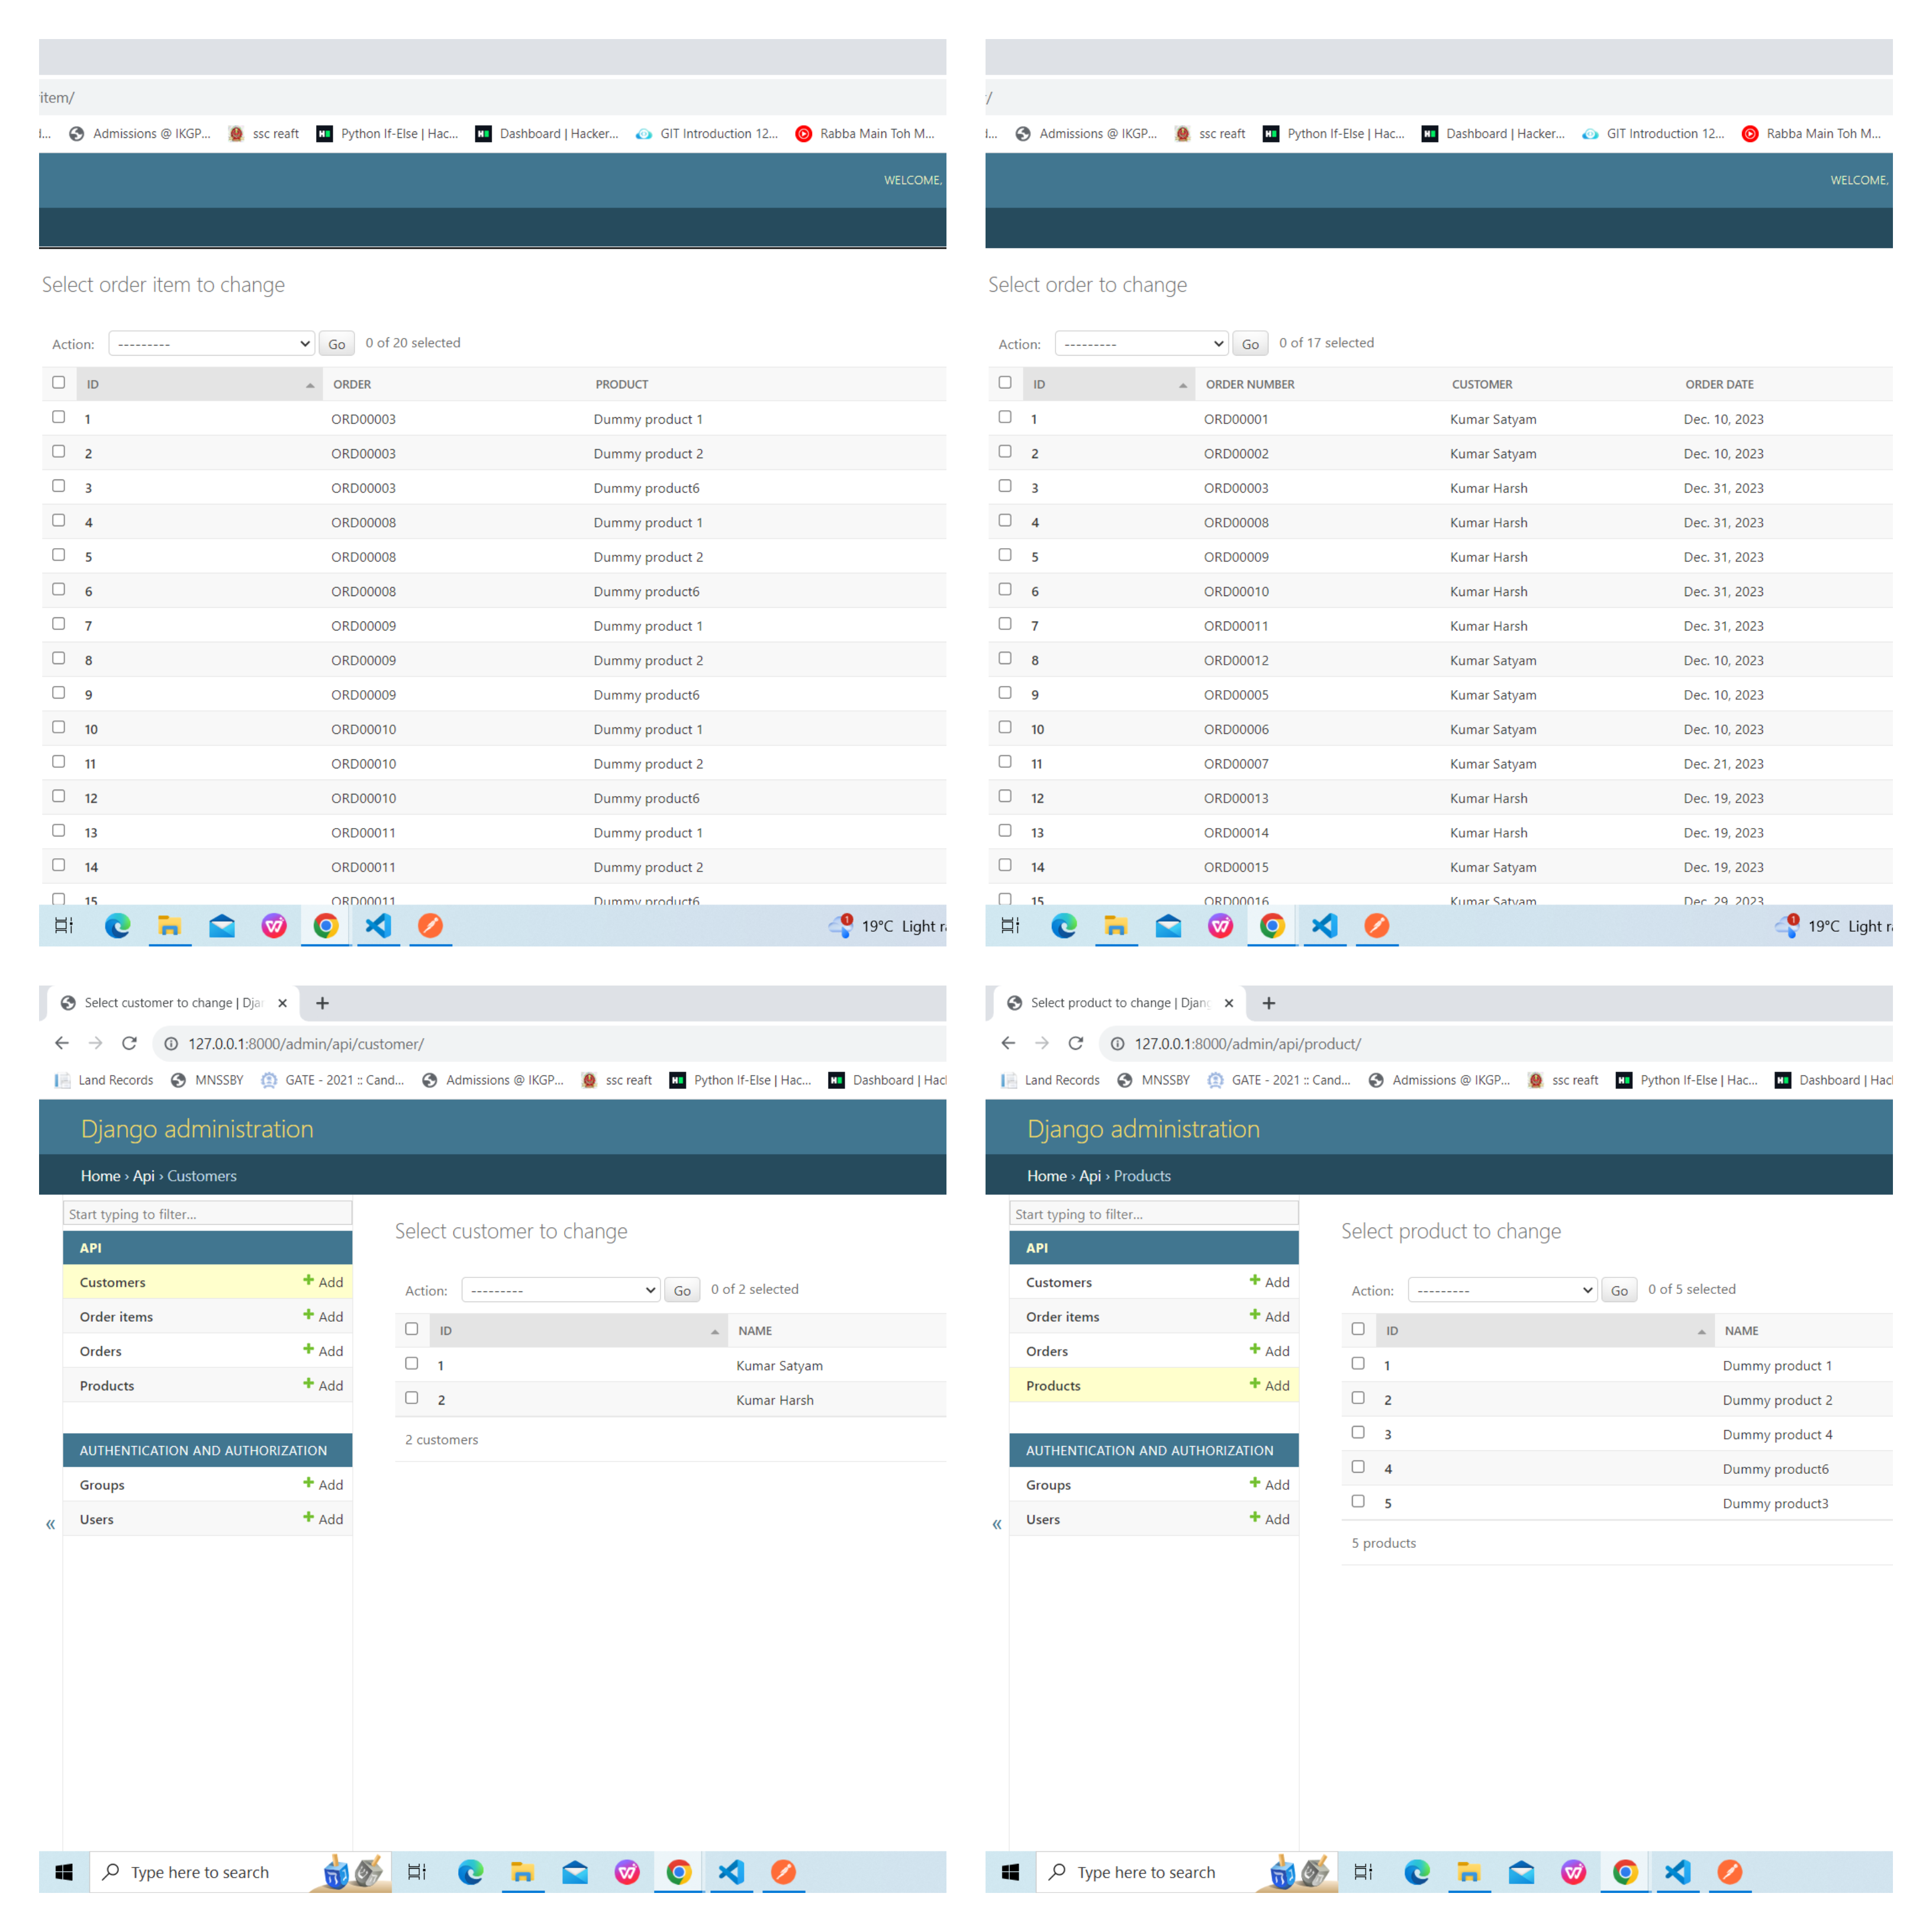 item/
Admissions @ IKGP... ssc reaft Python If-Else | Hac... Dashboard | Hacker... GIT Introduction 12... Rabba Main Toh M...
WELCOME,
Select order item to change
Action: --------- Go 0 of 20 selected
ID ORDER PRODUCT
1 ORD00003 Dummy product 1
2 ORD00003 Dummy product 2
3 ORD00003 Dummy product6
4 ORD00008 Dummy product 1
5 ORD00008 Dummy product 2
6 ORD00008 Dummy product6
7 ORD00009 Dummy product 1
8 ORD00009 Dummy product 2
9 ORD00009 Dummy product6
10 ORD00010 Dummy product 1
11 ORD00010 Dummy product 2
12 ORD00010 Dummy product6
13 ORD00011 Dummy product 1
14 ORD00011 Dummy product 2
15 ORD00011 Dummy product6
1 19°C Light
/
Admissions @ IKGP... ssc reaft Python If-Else | Hac... Dashboard | Hacker... GIT Introduction 12... Rabba Main Toh M...
WELCOME,
Select order to change
Action: --------- Go 0 of 17 selected
ID ORDER NUMBER CUSTOMER ORDER DATE
1 ORD00001 Kumar Satyam Dec. 10, 2023
2 ORD00002 Kumar Satyam Dec. 10, 2023
3 ORD00003 Kumar Harsh Dec. 31, 2023
4 ORD00008 Kumar Harsh Dec. 31, 2023
5 ORD00009 Kumar Harsh Dec. 31, 2023
6 ORD00010 Kumar Harsh Dec. 31, 2023
7 ORD00011 Kumar Harsh Dec. 31, 2023
8 ORD00012 Kumar Satyam Dec. 10, 2023
9 ORD00005 Kumar Satyam Dec. 10, 2023
10 ORD00006 Kumar Satyam Dec. 10, 2023
11 ORD00007 Kumar Satyam Dec. 21, 2023
12 ORD00013 Kumar Harsh Dec. 19, 2023
13 ORD00014 Kumar Harsh Dec. 19, 2023
14 ORD00015 Kumar Satyam Dec. 19, 2023
15 ORD00016 Kumar Satyam Dec. 29, 2023
1 19°C Light
Select customer to change | Djan
127.0.0.1:8000/admin/api/customer/
Land Records MNSSBY GATE - 2021 :: Cand... Admissions @ IKGP... ssc reaft Python If-Else | Hac... Dashboard | Hac
Django administration
Home › Api › Customers
Start typing to filter...
API
Customers + Add
Order items + Add
Orders + Add
Products + Add
AUTHENTICATION AND AUTHORIZATION
Groups + Add
Users + Add
«
Select customer to change
Action: --------- Go 0 of 2 selected
ID NAME
1 Kumar Satyam
2 Kumar Harsh
2 customers
Type here to search
Select product to change | Djang
127.0.0.1:8000/admin/api/product/
Land Records MNSSBY GATE - 2021 :: Cand... Admissions @ IKGP... ssc reaft Python If-Else | Hac... Dashboard | Hac
Django administration
Home › Api › Products
Start typing to filter...
API
Customers + Add
Order items + Add
Orders + Add
Products + Add
AUTHENTICATION AND AUTHORIZATION
Groups + Add
Users + Add
«
Select product to change
Action: --------- Go 0 of 5 selected
ID NAME
1 Dummy product 1
2 Dummy product 2
3 Dummy product 4
4 Dummy product6
5 Dummy product3
5 products
Type here to search